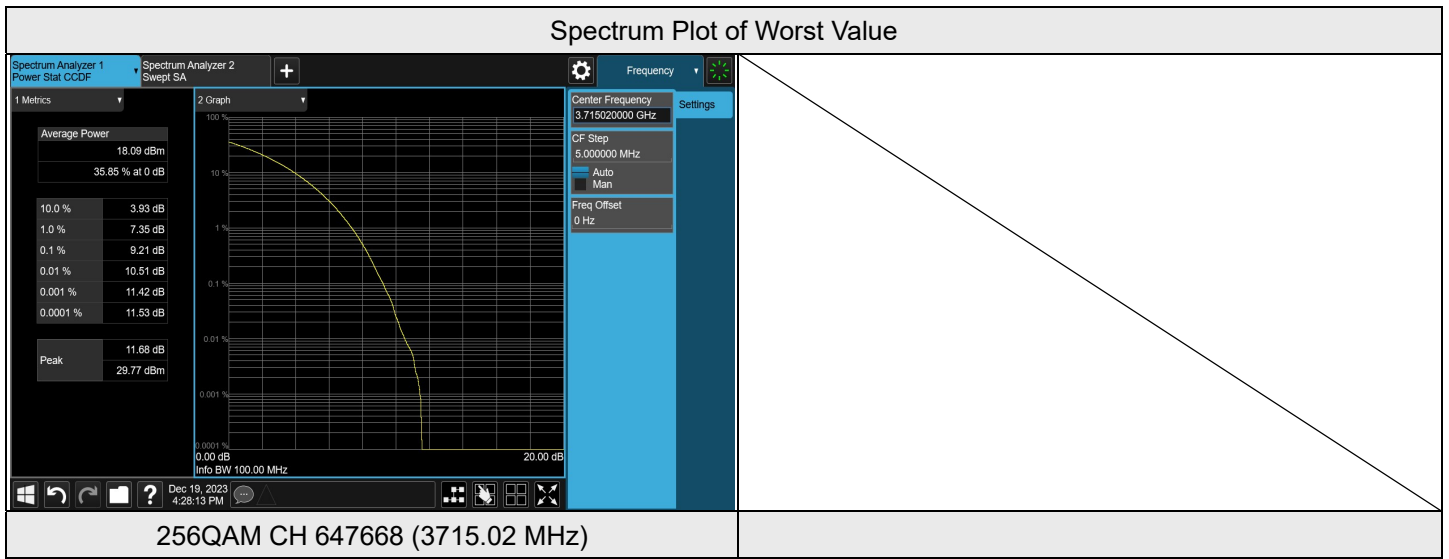 Spectrum Plot of Worst Value
Spectrum Analyzer 1
Power Stat CCDF
Spectrum Analyzer 2
Swept SA
+
Frequency
1 Metrics
2 Graph
Average Power
18.09 dBm
35.85 % at 0 dB
10.0 % 3.93 dB
1.0 % 7.35 dB
0.1 % 9.21 dB
0.01 % 10.51 dB
0.001 % 11.42 dB
0.0001 % 11.53 dB
Peak
11.68 dB
29.77 dBm
100 %
10 %
1 %
0.1 %
0.01 %
0.001 %
0.0001 %
0.00 dB 20.00 dB
Info BW 100.00 MHz
Center Frequency
3.715020000 GHz
Settings
CF Step
5.000000 MHz
Auto
Man
Freq Offset
0 Hz
?
Dec 19, 2023
4:28:13 PM
256QAM CH 647668 (3715.02 MHz)